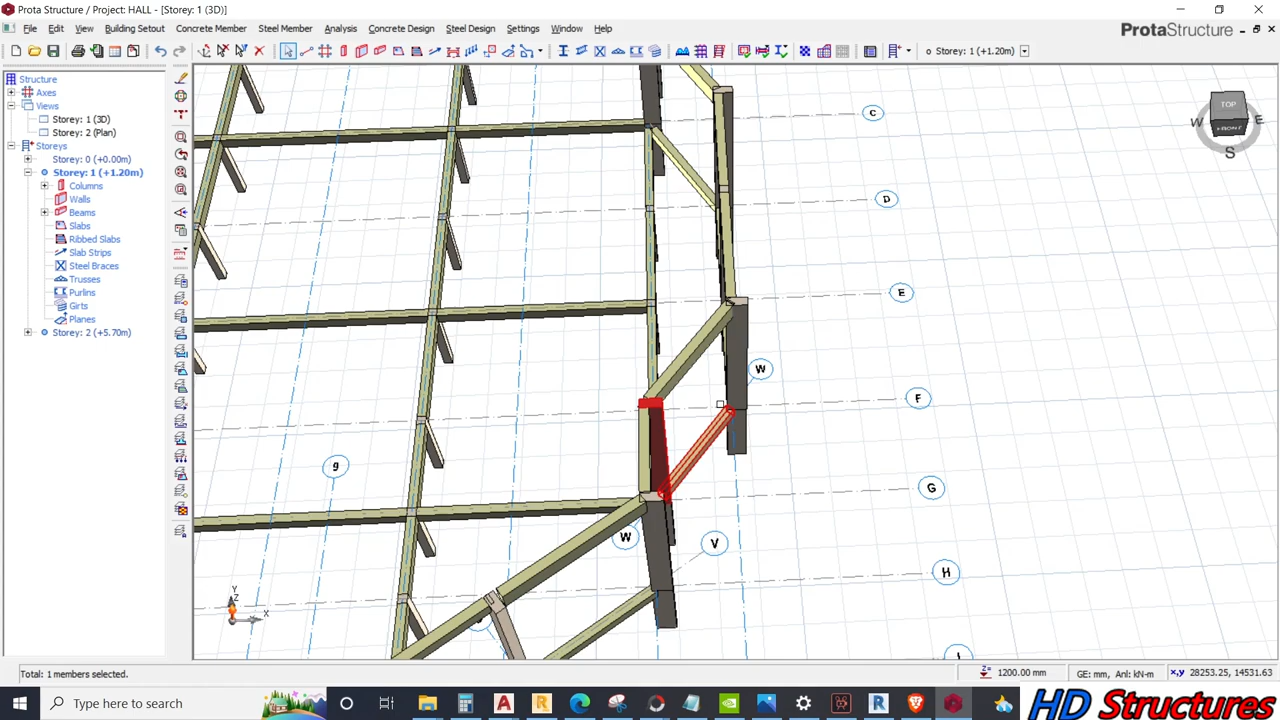 Prota Structure / Project: HALL - [Storey: 1 (3D)]
File Edit View Building Setout Concrete Member Steel Member Analysis Concrete Design Steel Design Settings Window Help
ProtaStructure
Storey: 1 (+1.20m)
Structure
Axes
Views
Storey: 1 (3D)
Storey: 2 (Plan)
Storeys
Storey: 0 (+0.00m)
Storey: 1 (+1.20m)
Columns
Walls
Beams
Slabs
Ribbed Slabs
Slab Strips
Steel Braces
Trusses
Purlins
Girts
Planes
Storey: 2 (+5.70m)
TOP
W E
FRONT
S
C
D
E
W
F
9
G
W
V
H
Y
Z
X
Total: 1 members selected.
Z=
1200.00 mm
GE: mm, Anl: kN-m
x,y 28253.25, 14531.63
Type here to search
HD Structures